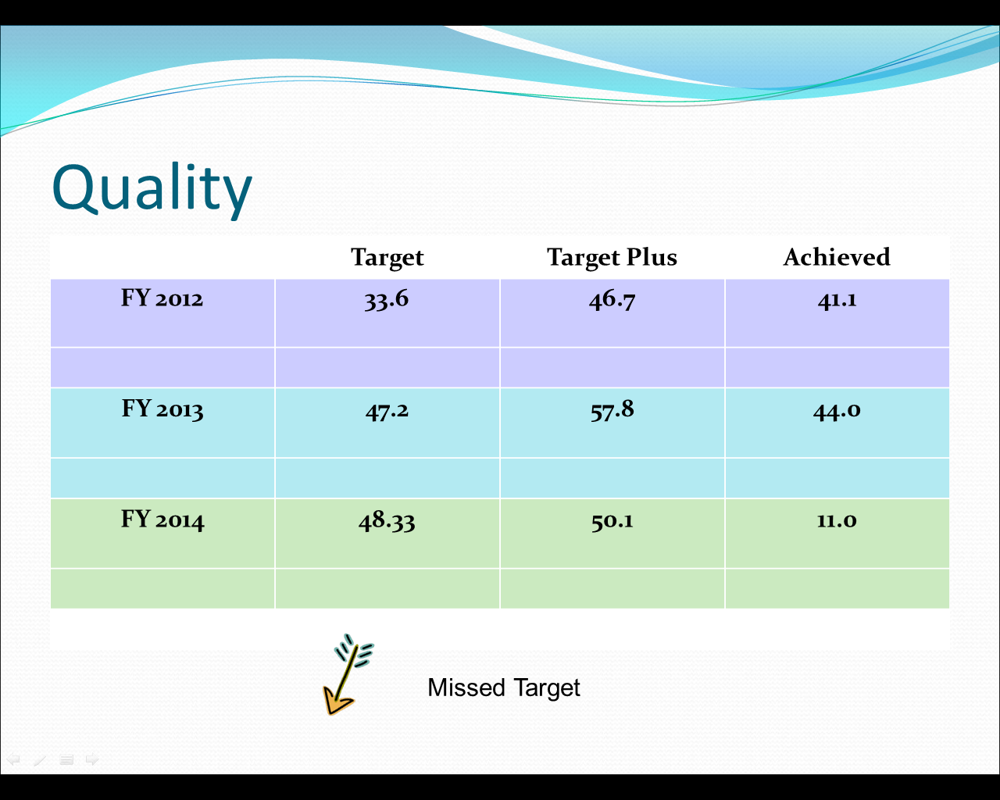 Quality
Target Target Plus Achieved
FY 2012 33.6 46.7 41.1
FY 2013 47.2 57.8 44.0
FY 2014 48.33 50.1 11.0
Missed Target